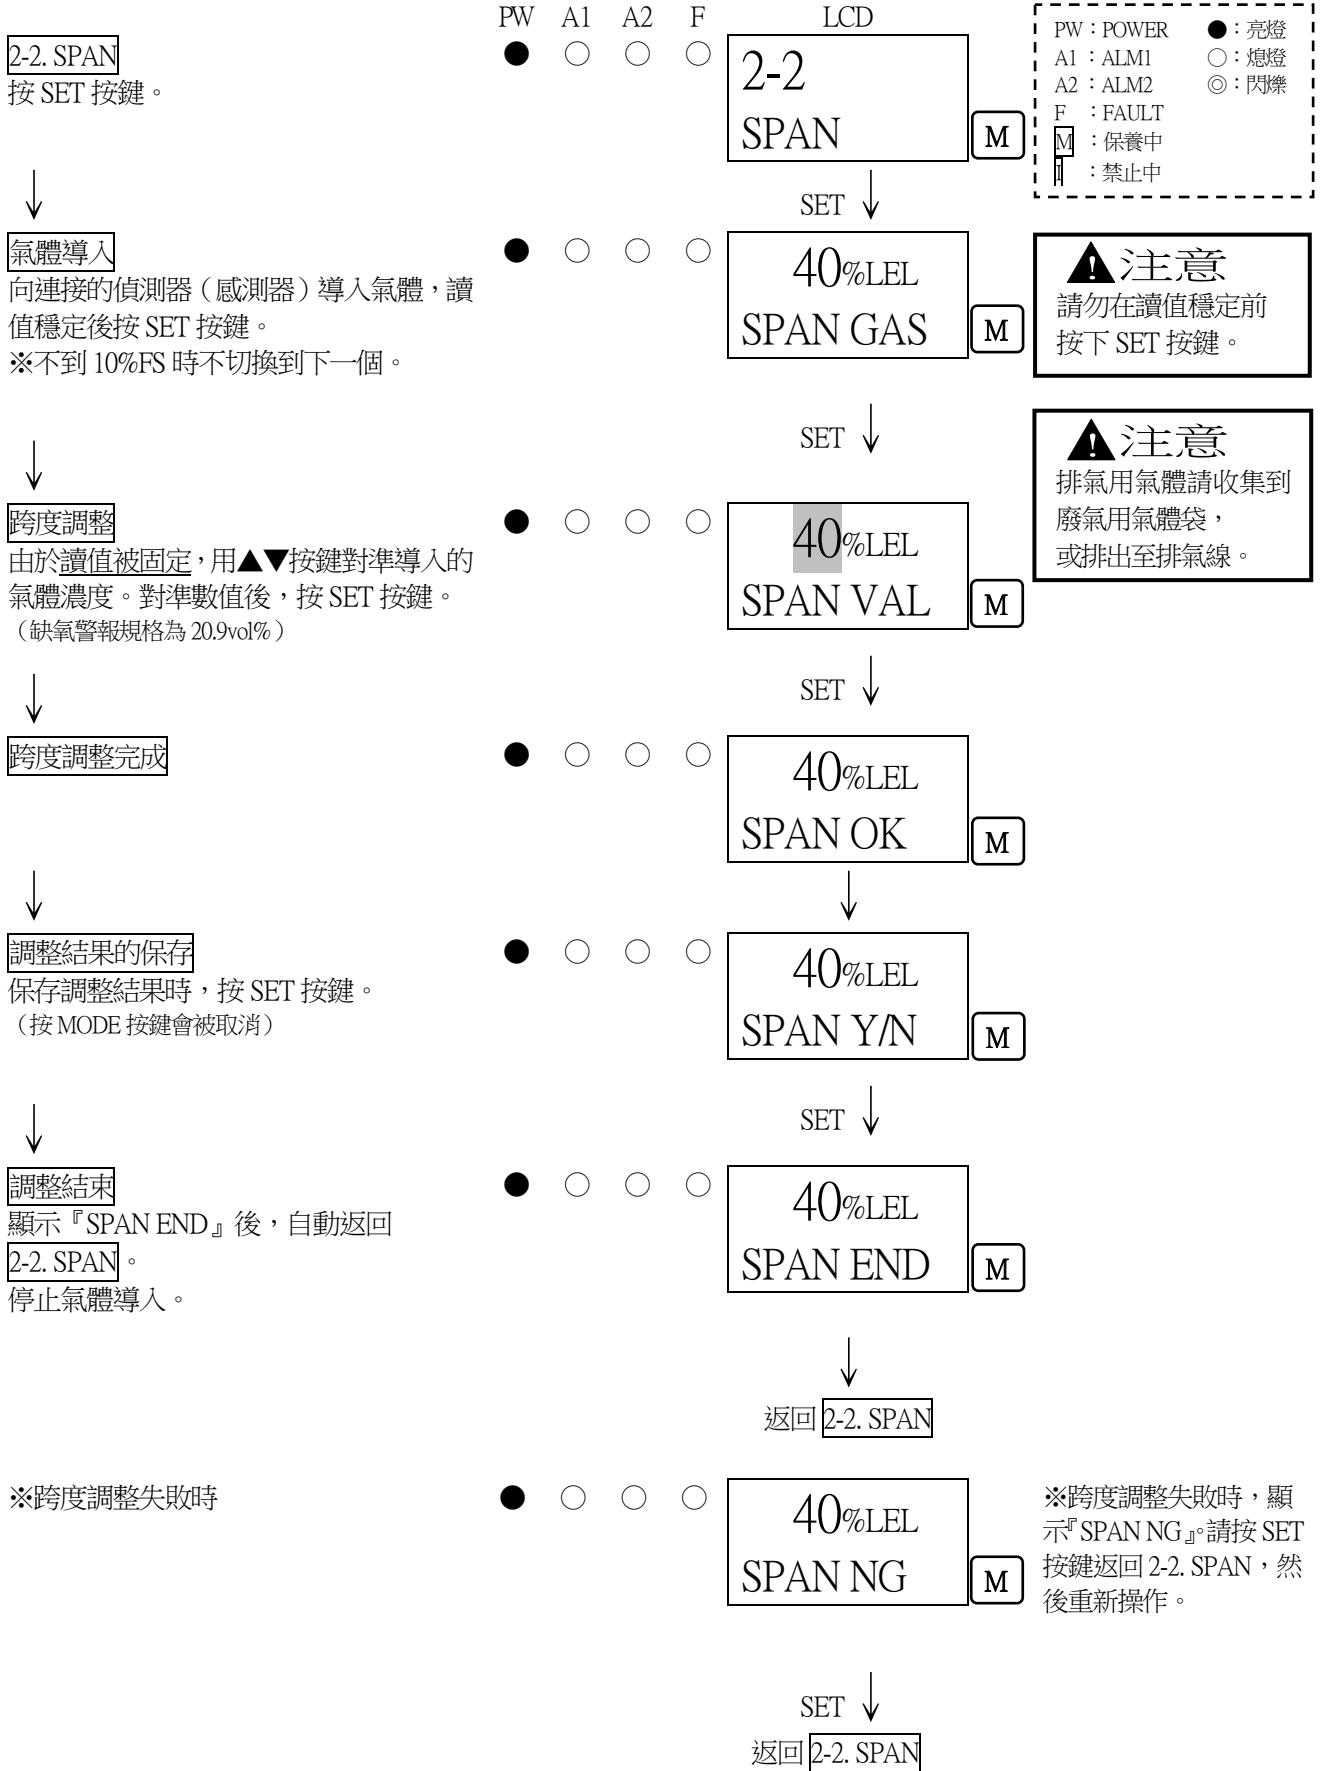 PW A1 A2 F LCD
2-2. SPAN
按 SET 按鍵。
● ○ ○ ○
2-2
SPAN
M
PW：POWER ●：亮燈
A1：ALM1 ○：熄燈
A2：ALM2 ◎：閃爍
F ：FAULT
M ：保養中
I ：禁止中
↓
SET ↓
氣體導入
向連接的偵測器（感測器）導入氣體，讀
值穩定後按 SET 按鍵。
※不到 10%FS 時不切換到下一個。
● ○ ○ ○
40%LEL
SPAN GAS
M
注意
請勿在讀值穩定前
按下 SET 按鍵。
↓
SET ↓
注意
排氣用氣體請收集到
廢氣用氣體袋，
或排出至排氣線。
跨度調整
由於讀值被固定，用▲▼按鍵對準導入的
氣體濃度。對準數值後，按 SET 按鍵。
（缺氧警報規格為 20.9vol%）
● ○ ○ ○
40%LEL
SPAN VAL
M
↓
SET ↓
跨度調整完成
● ○ ○ ○
40%LEL
SPAN OK
M
↓
↓
調整結果的保存
保存調整結果時，按 SET 按鍵。
（按 MODE 按鍵會被取消）
● ○ ○ ○
40%LEL
SPAN Y/N
M
↓
SET ↓
調整結束
顯示『SPAN END』後，自動返回
2-2. SPAN。
停止氣體導入。
● ○ ○ ○
40%LEL
SPAN END
M
↓
返回 2-2. SPAN
※跨度調整失敗時
● ○ ○ ○
40%LEL
SPAN NG
M
※跨度調整失敗時，顯
示『SPAN NG』。請按 SET
按鍵返回 2-2. SPAN，然
後重新操作。
SET ↓
返回 2-2. SPAN